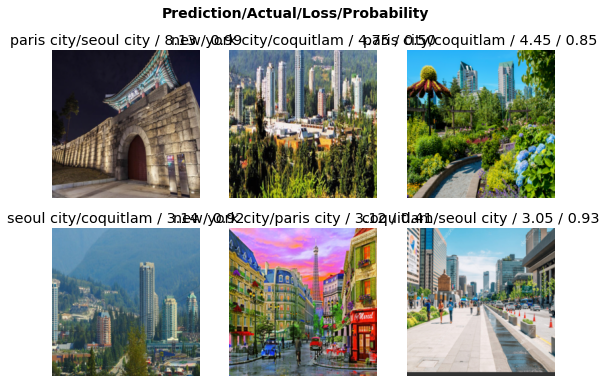 Prediction/Actual/Loss/Probability
paris city/seoul city / 8.13 / 0.99
new york city/coquitlam / 4.75 / 0.50
paris city/coquitlam / 4.45 / 0.85
seoul city/coquitlam / 3.14 / 0.92
new york city/paris city / 3.12 / 0.41
coquitlam/seoul city / 3.05 / 0.93